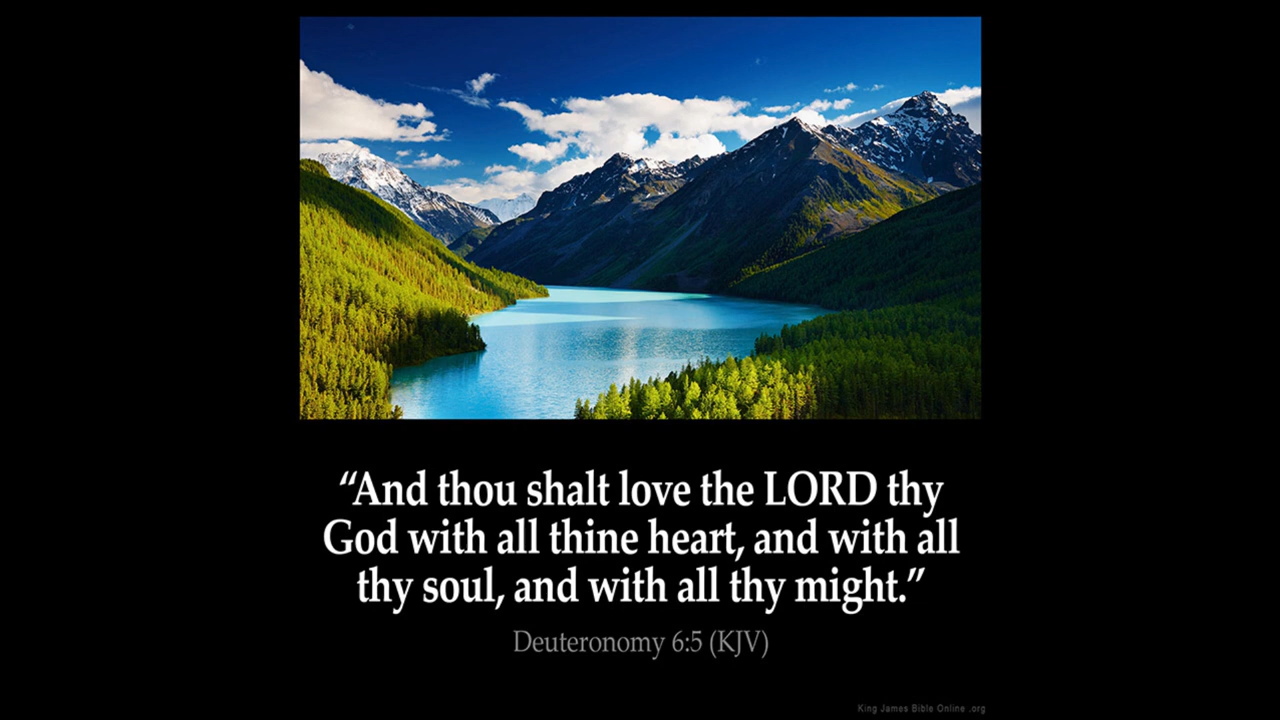 “And thou shalt love the LORD thy
God with all thine heart, and with all
thy soul, and with all thy might.”
Deuteronomy 6:5 (KJV)
King James Bible Online .org